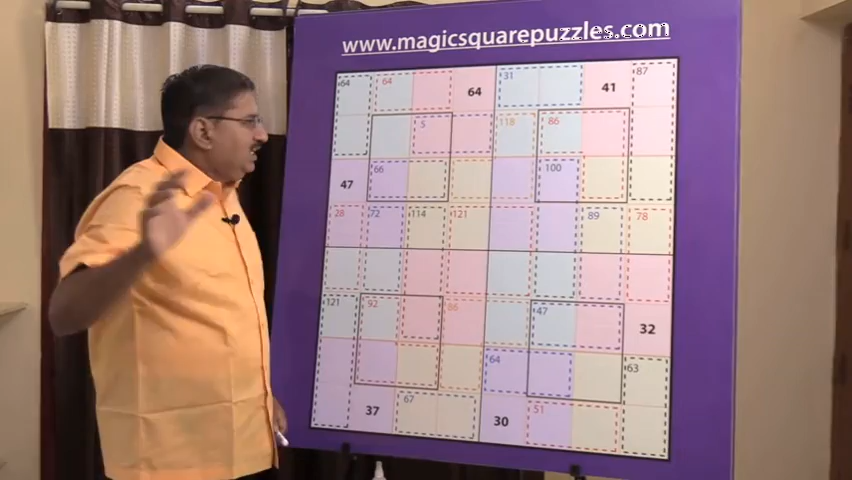 www.magicsquarepuzzles.com
64 64 64 31 41 87
5 118 86
47 66 100
28 72 114 121 89 78
121 92 86 47 32
64 63
37 67 30 51